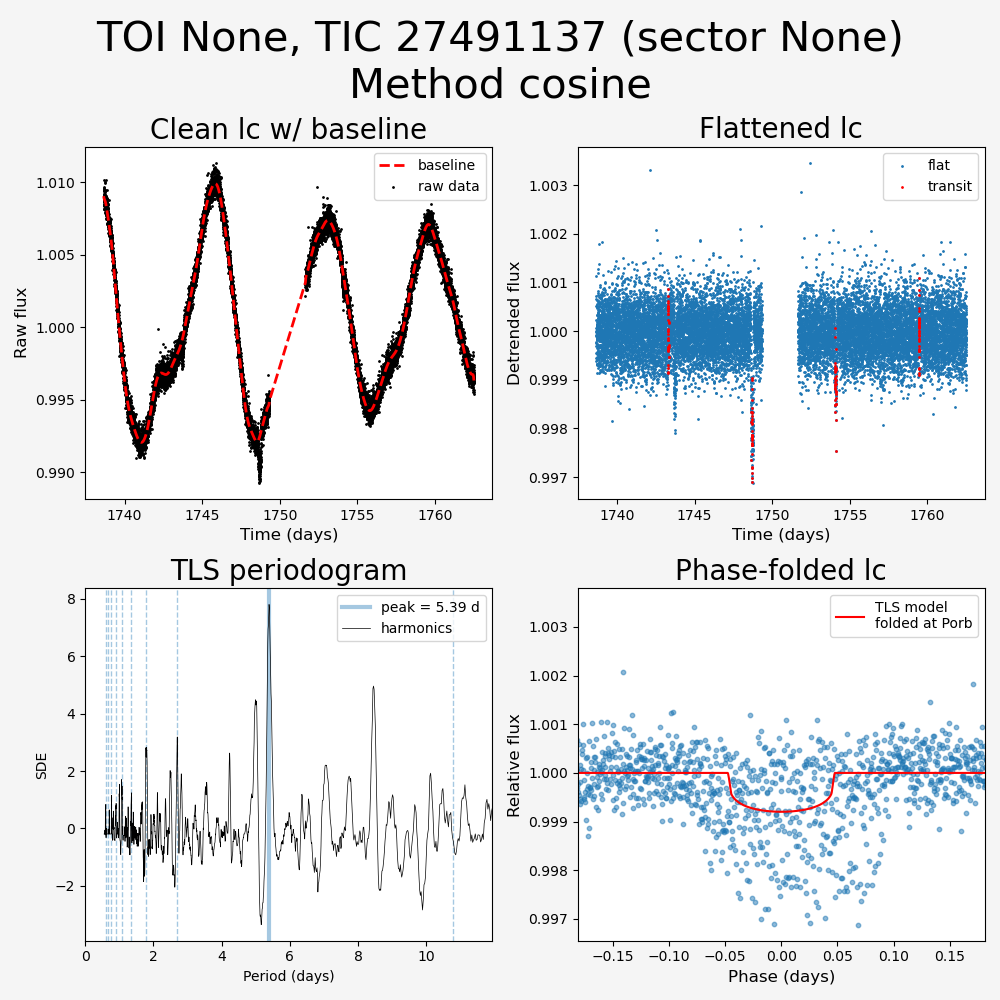 TOI None, TIC 27491137 (sector None)
Method cosine
Clean lc w/ baseline
baseline
raw data
Raw flux
1.010
1.005
1.000
0.995
0.990
1740
1745
1750
1755
1760
Time (days)
Flattened lc
flat
transit
Detrended flux
1.003
1.002
1.001
1.000
0.999
0.998
0.997
1740
1745
1750
1755
1760
Time (days)
TLS periodogram
peak = 5.39 d
harmonics
SDE
8
6
4
2
0
−2
0
2
4
6
8
10
Period (days)
Phase-folded lc
TLS model
folded at Porb
Relative flux
1.003
1.002
1.001
1.000
0.999
0.998
0.997
−0.15
−0.10
−0.05
0.00
0.05
0.10
0.15
Phase (days)